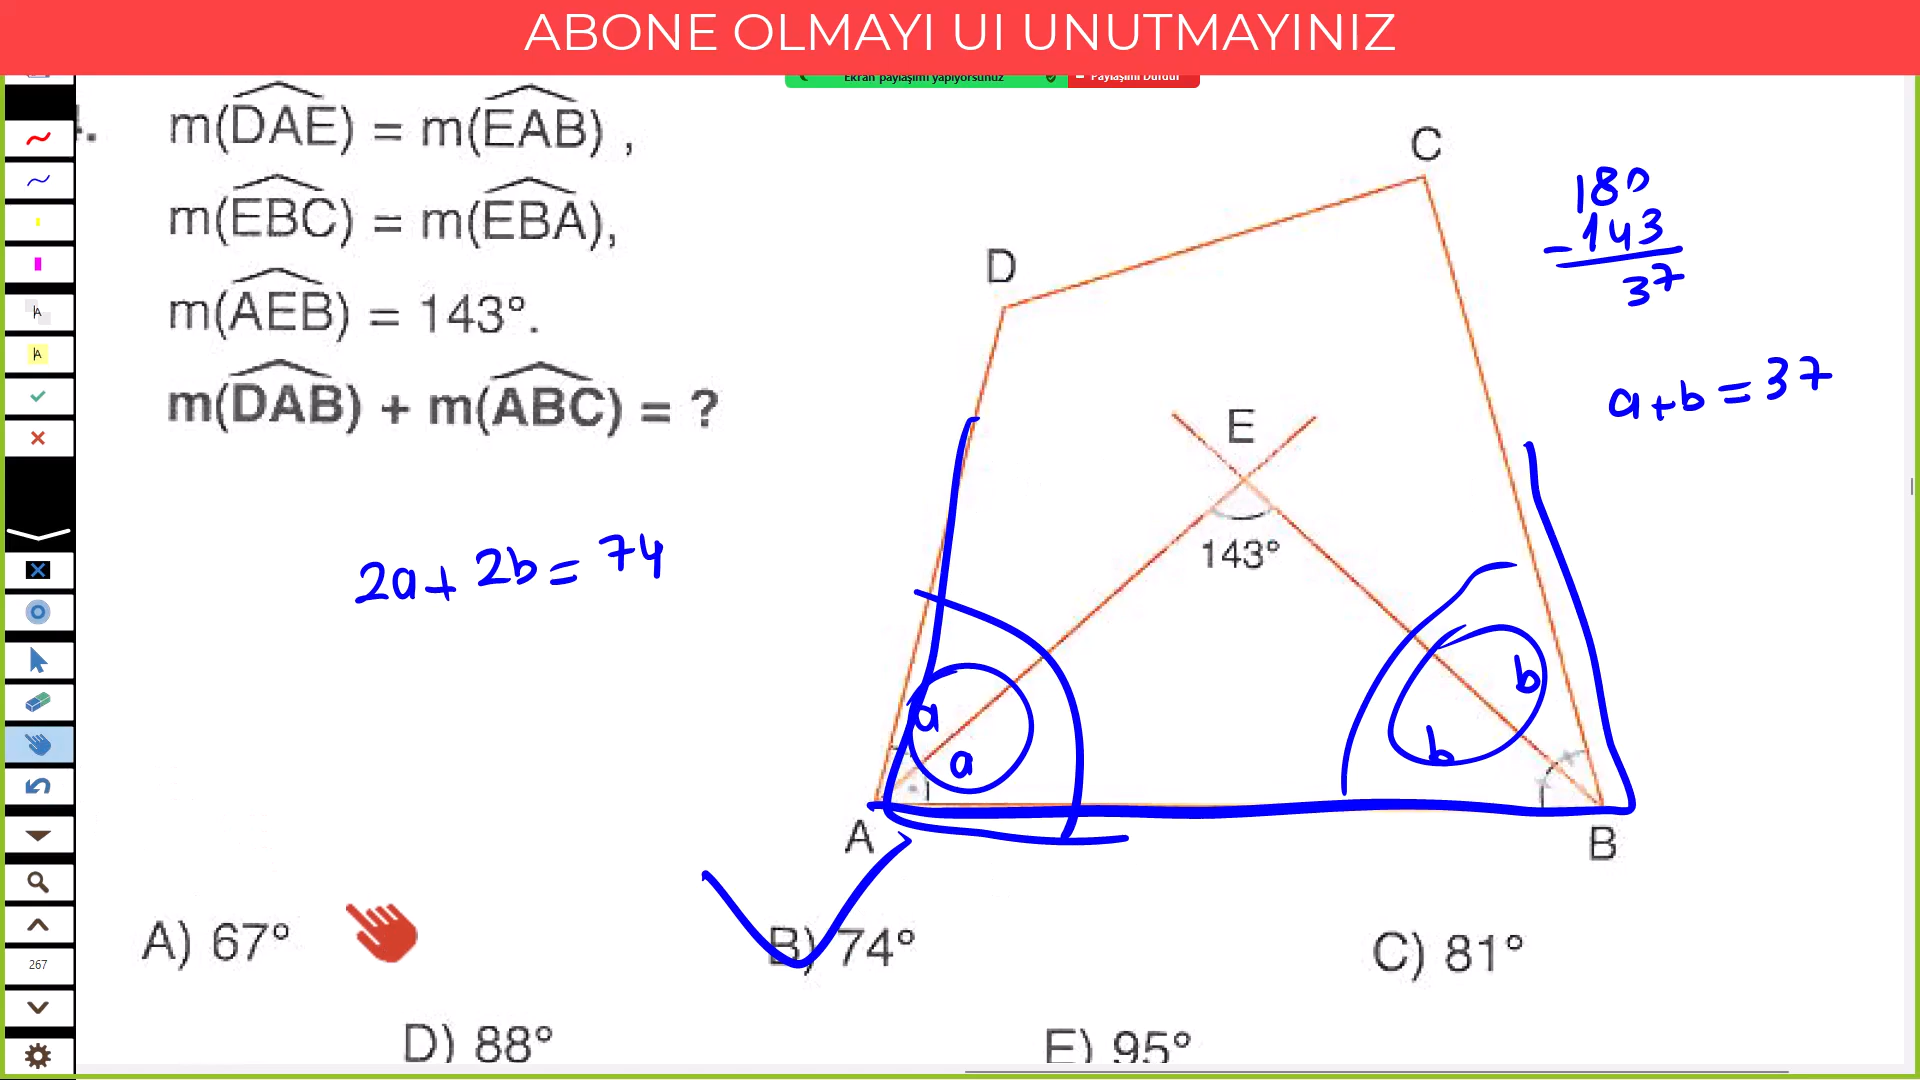 ABONE OLMAYI UI UNUTMAYINIZ
Ekran paylaşımı yapıyorsunuz
Paylaşımı Durdur
m(DAE) = m(EAB) ,
m(EBC) = m(EBA),
m(AEB) = 143°.
m(DAB) + m(ABC) = ?
C
D
E
143°
A
B
180
-143
37
a+b=37
2a+2b=74
a
a
b
b
A) 67°
B) 74°
C) 81°
D) 88°
E) 95°
A
A
267